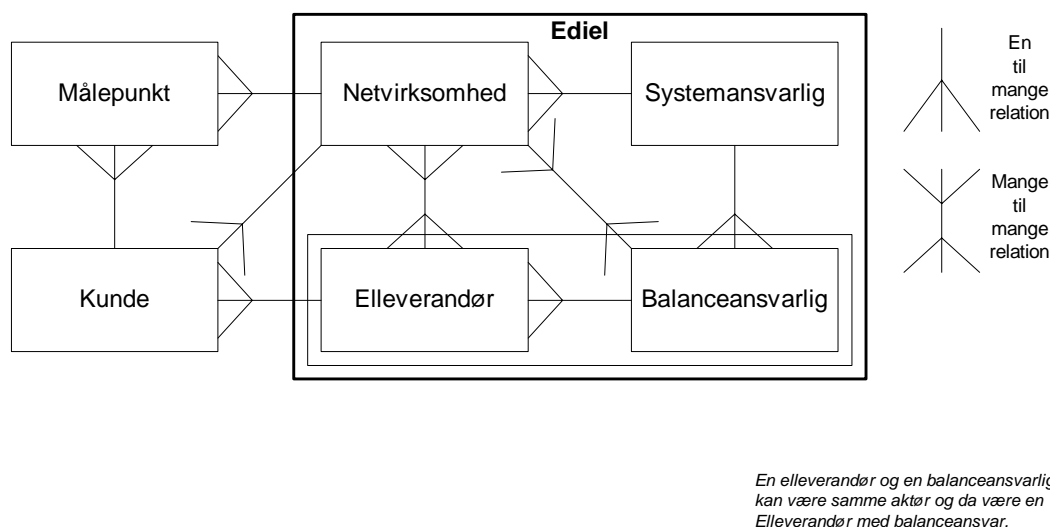 Ediel
Målepunkt
Netvirksomhed
Systemansvarlig
Kunde
Elleverandør
Balanceansvarlig
En
til
mange
relation
Mange
til
mange
relation
En elleverandør og en balanceansvarlig
kan være samme aktør og da være en
Elleverandør med balanceansvar.